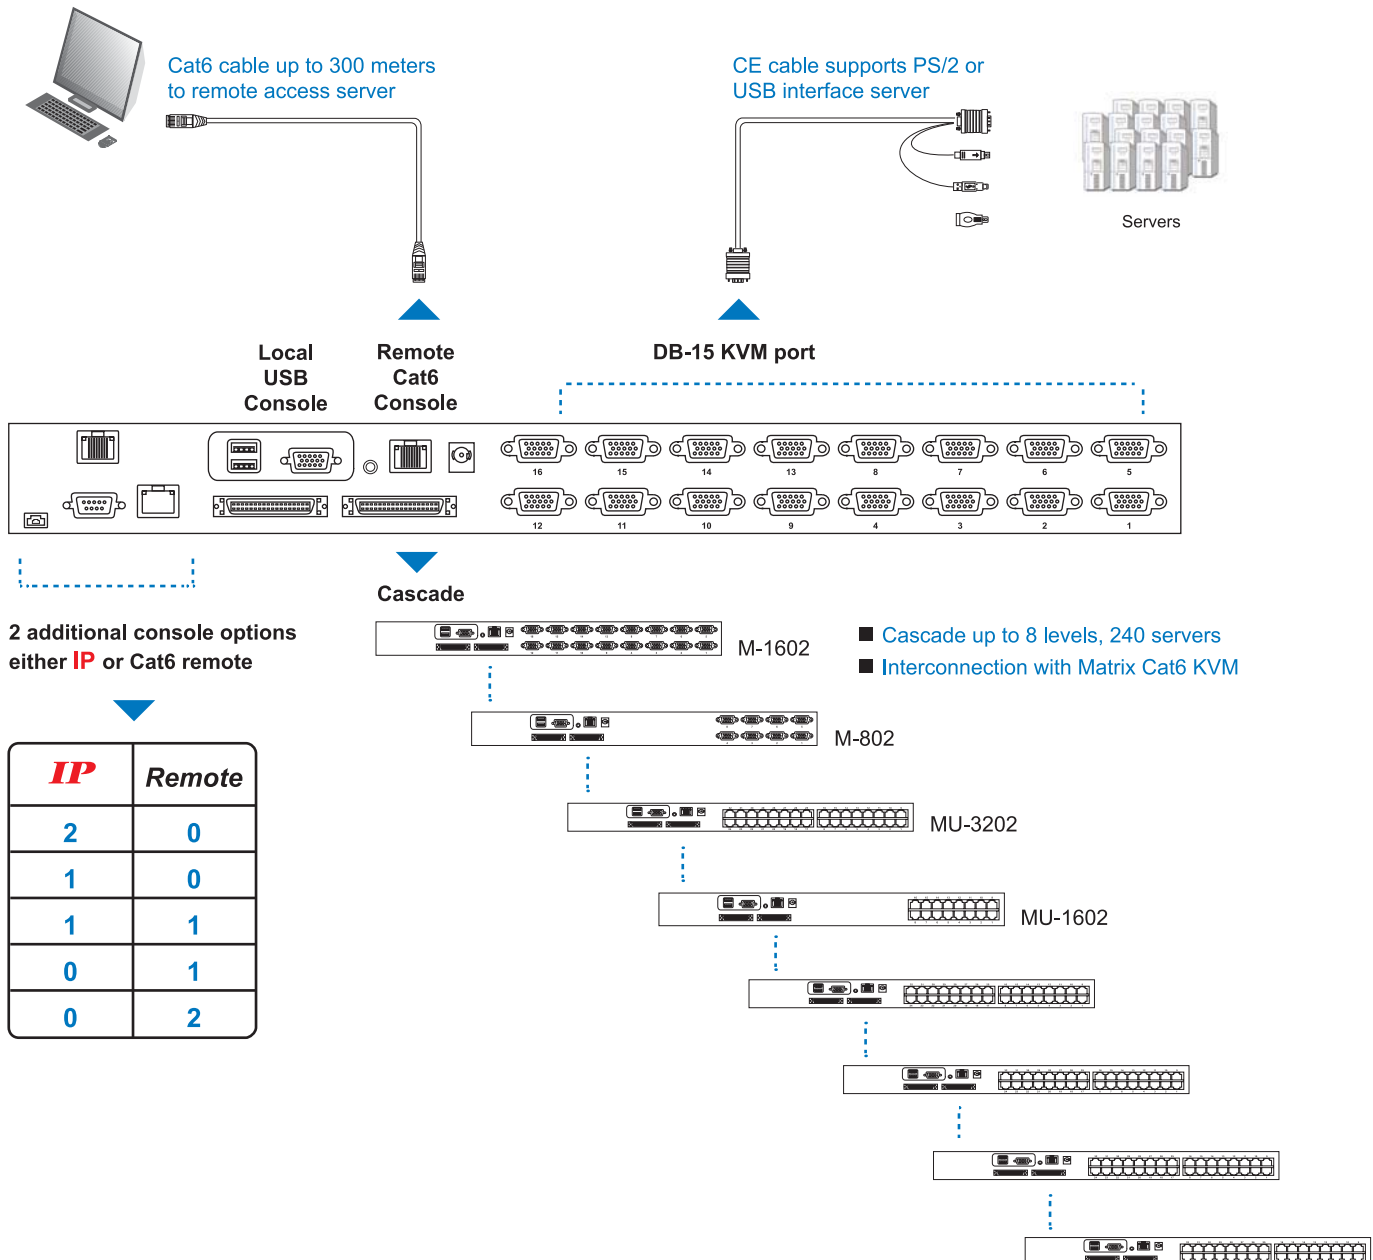 Cat6 cable up to 300 meters
to remote access server
CE cable supports PS/2 or
USB interface server
Servers
Local
USB
Console
Remote
Cat6
Console
DB-15 KVM port
16 15 14 13 8 7 6 5
12 11 10 9 4 3 2 1
Cascade
2 additional console options
either IP or Cat6 remote
IP Remote
2 0
1 0
1 1
0 1
0 2
M-1602
■ Cascade up to 8 levels, 240 servers
■ Interconnection with Matrix Cat6 KVM
M-802
MU-3202
MU-1602